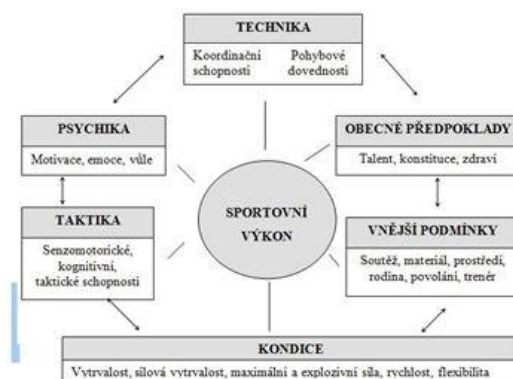 TECHNIKA
Koordinační Pohybové
schopnosti dovednosti
PSYCHIKA
Motivace, emoce, vůle
OBECNÉ PŘEDPOKLADY
Talent, konstituce, zdraví
SPORTOVNÍ
VÝKON
TAKTIKA
Senzomotorické,
kognitivní,
taktické schopnosti
VNĚJŠÍ PODMÍNKY
Soutěž, materiál, prostředí,
rodina, povolání, trenér
KONDICE
Vytrvalost, silová vytrvalost, maximální a explozivní síla, rychlost, flexibilita